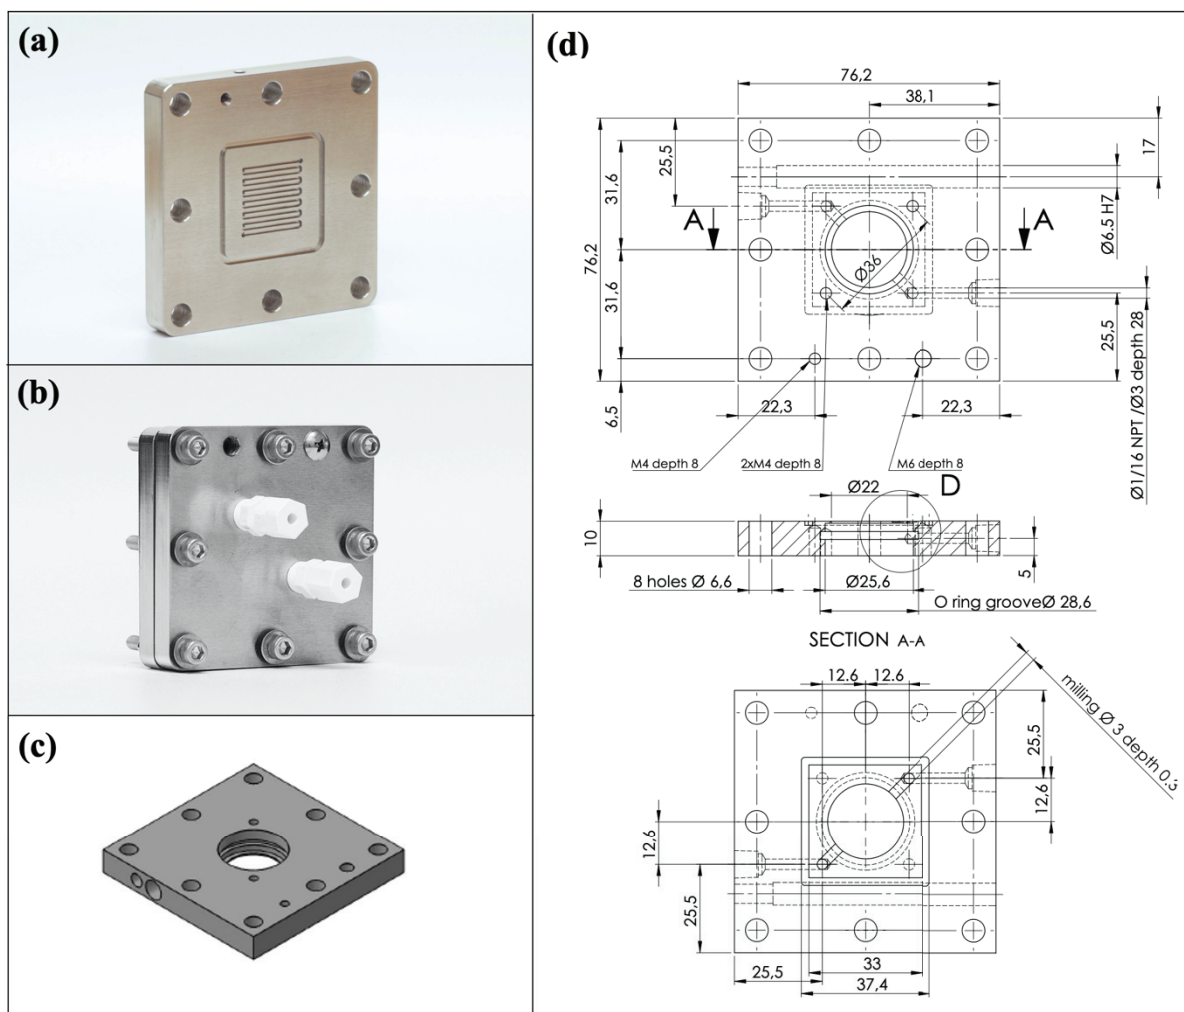 (a)
(b)
(c)
(d)
76,2
38,1
25,5
17
31,6
A
A
Ø6.5 H7
76,2
Ø36
31,6
25,5
6,5
22,3
22,3
Ø1/16 NPT /Ø3 depth 28
M4 depth 8
2xM4 depth 8
M6 depth 8
Ø22
D
10
5
8 holes Ø 6,6
Ø25,6
O ring grooveØ 28,6
SECTION A-A
12.6
12.6
milling Ø 3 depth 0.3
25,5
12,6
12,6
25,5
25,5
33
37,4